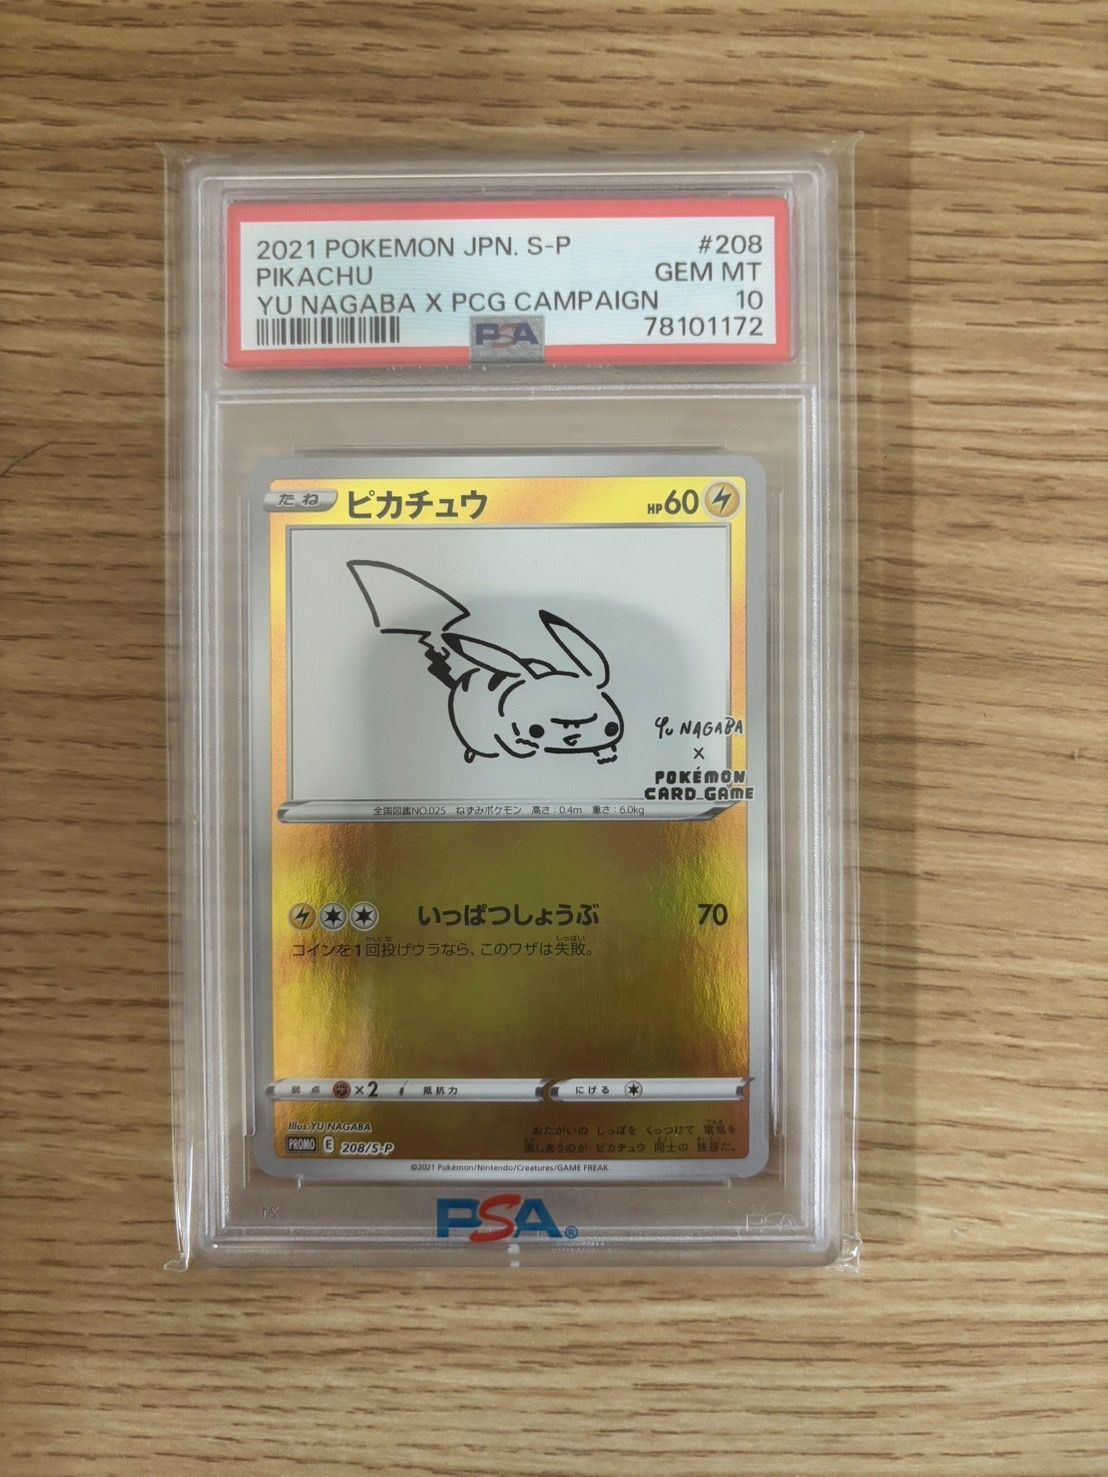 2021 POKEMON JPN. S-P #208
PIKACHU GEM MT
YU NAGABA X PCG CAMPAIGN 10
78101172
PSA
たね ピカチュウ HP60
YU NAGABA
X
POKÉMON
CARD GAME
全国図鑑NO.025 ねずみポケモン 高さ:0.4m 重さ:6.0kg
いっぱつしょうぶ 70
コインを1回投げウラなら、このワザは失敗。
弱点 ×2 抵抗力 にげる
Illus.YU NAGABA
PROMO E 208/S-P
おたがいの しっぽを くっつけて 電気を
流しあうのが ピカチュウ 同士の 挨拶だ。
©2021 Pokémon/Nintendo/Creatures/GAME FREAK.
PSA®
PSA